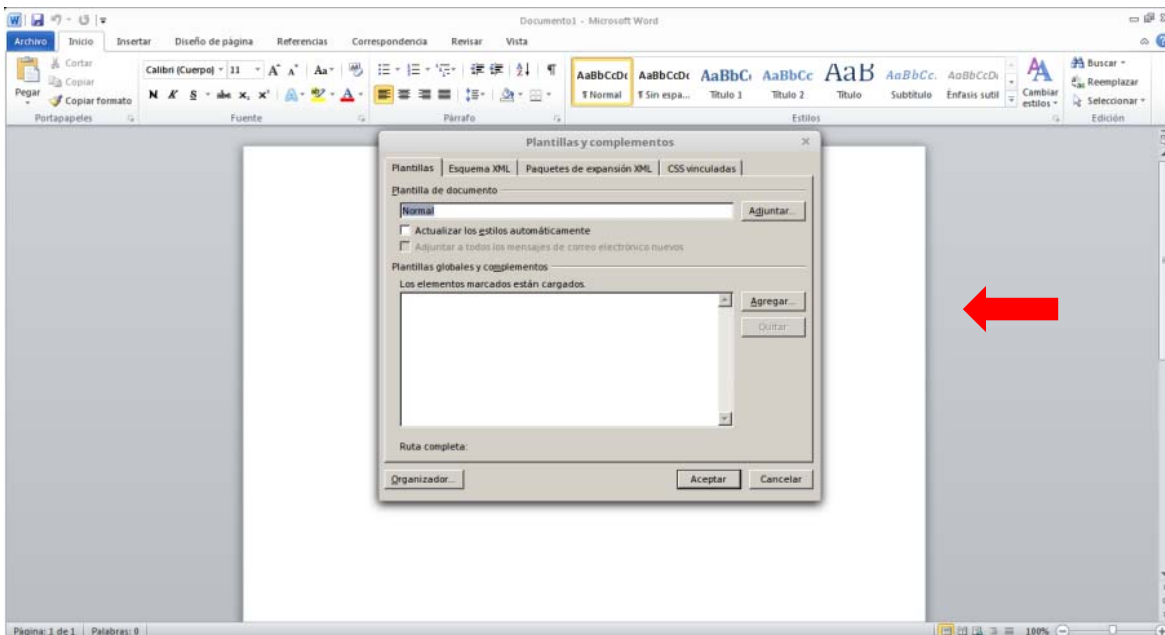 Documento1 - Microsoft Word
Archivo Inicio Insertar Diseño de página Referencias Correspondencia Revisar Vista
Pegar
Cortar
Copiar
Copiar formato
Portapapeles
Calibri (Cuerpo) 11 Aa
N K S abc x, x' A A
Fuente
Párrafo
AaBbCcDc AaBbCcDc AaBbC AaBbCc AaB AaBbCc. AaBbCcDc
¶ Normal ¶ Sin espa... Título 1 Título 2 Título Subtítulo Énfasis sutil
Cambiar estilos
Estilos
Buscar
Reemplazar
Seleccionar
Edición
Plantillas y complementos
Plantillas Esquema XML Paquetes de expansión XML CSS vinculadas
Plantilla de documento
Normal Adjuntar...
Actualizar los estilos automáticamente
Adjuntar a todos los mensajes de correo electrónico nuevos
Plantillas globales y complementos
Los elementos marcados están cargados.
Agregar...
Quitar
Ruta completa:
Organizador... Aceptar Cancelar
Página: 1 de 1 Palabras: 0 100%